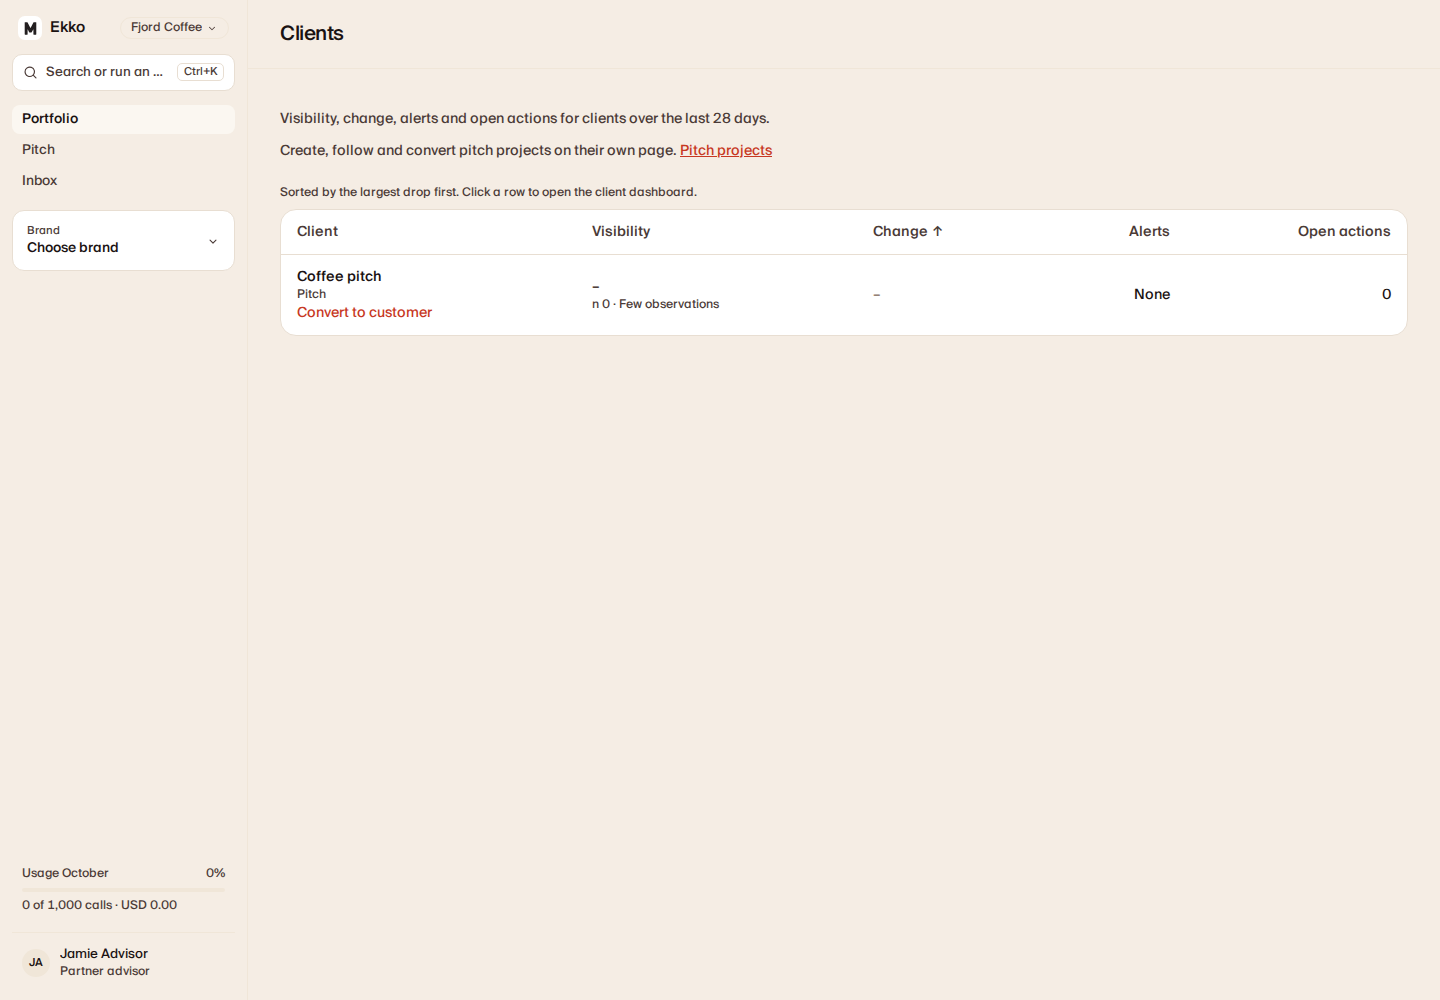 Ekko
Fjord Coffee
Search or run an ...
Ctrl+K
Portfolio
Pitch
Inbox
Brand
Choose brand
Usage October 0%
0 of 1,000 calls · USD 0.00
JA
Jamie Advisor
Partner advisor
Clients
Visibility, change, alerts and open actions for clients over the last 28 days.
Create, follow and convert pitch projects on their own page. Pitch projects
Sorted by the largest drop first. Click a row to open the client dashboard.
Client Visibility Change ↑ Alerts Open actions
Coffee pitch
Pitch
Convert to customer
–
n 0 · Few observations
–
None
0